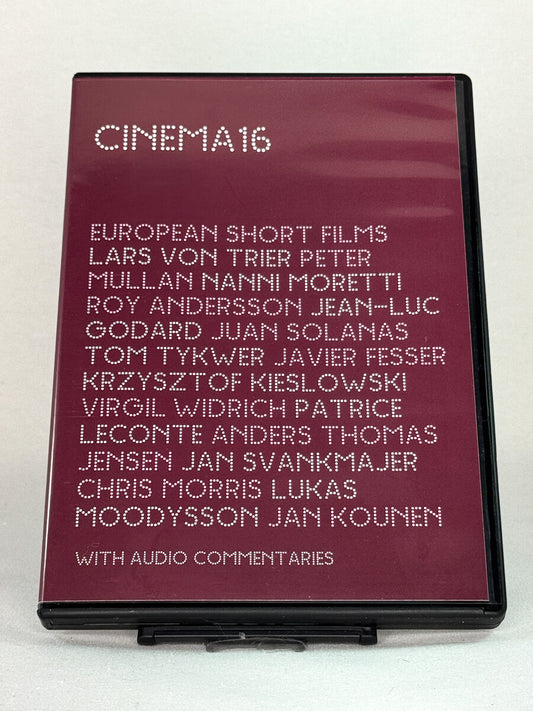 CINEMA16
EUROPEAN SHORT FILMS
LARS VON TRIER PETER
MULLAN NANNI MORETTI
ROY ANDERSSON JEAN-LUC
GODARD JUAN SOLANAS
TOM TYKWER JAVIER FESSER
KRZYSZTOF KIESLOWSKI
VIRGIL WIDRICH PATRICE
LECONTE ANDERS THOMAS
JENSEN JAN SVANKMAJER
CHRIS MORRIS LUKAS
MOODYSSON JAN KOUNEN
WITH AUDIO COMMENTARIES